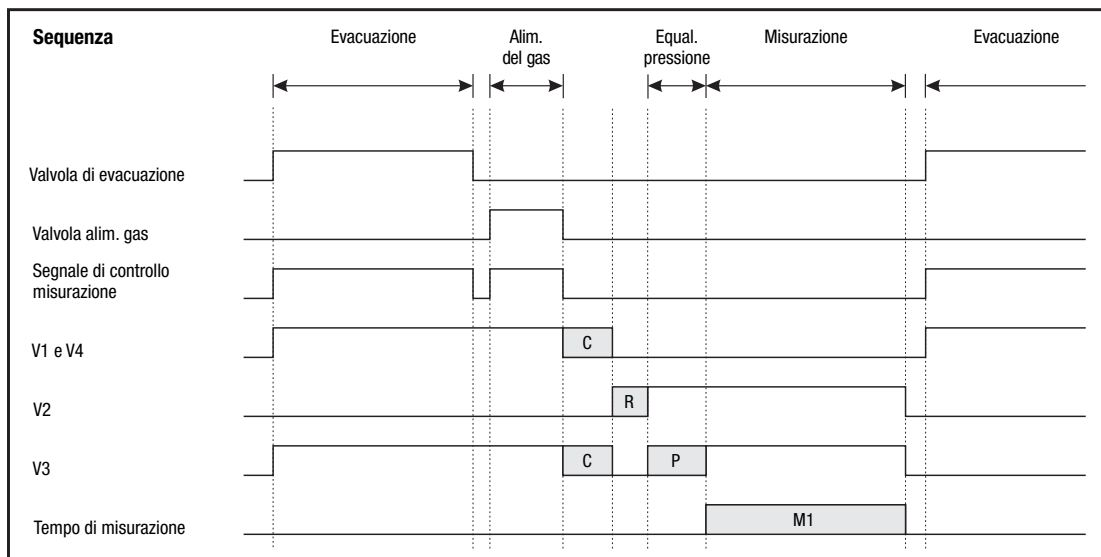 Sequenza
Evacuazione
Alim.
del gas
Equal.
pressione
Misurazione
Evacuazione
Valvola di evacuazione
Valvola alim. gas
Segnale di controllo
misurazione
V1 e V4
C
V2
R
V3
C
P
Tempo di misurazione
M1